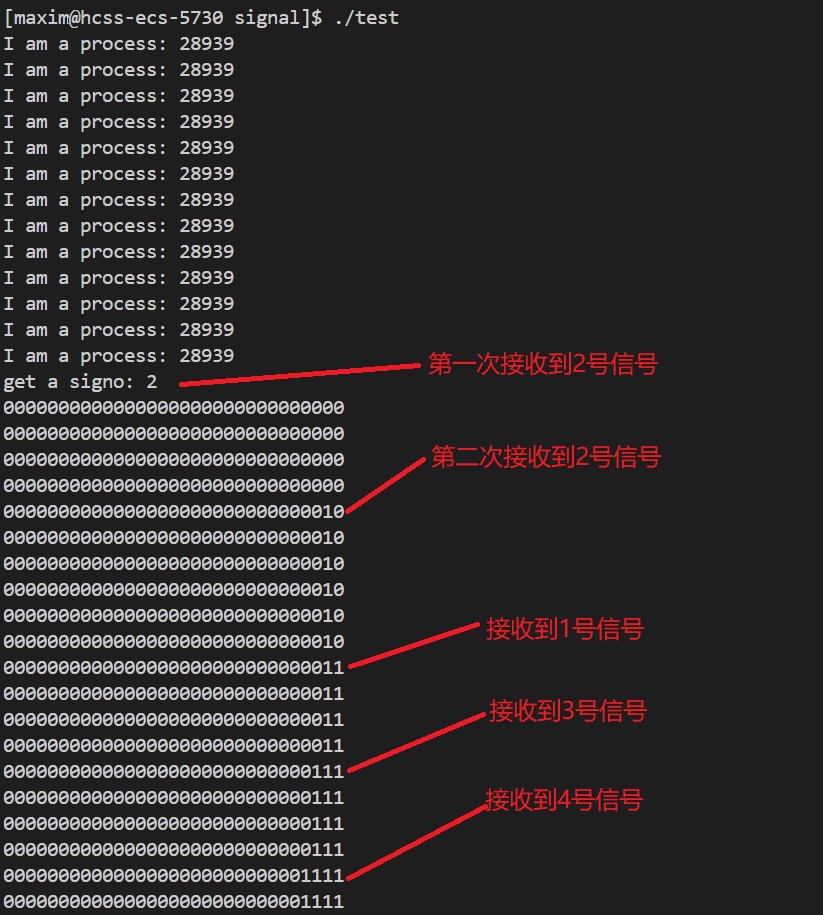 [maxim@hcss-ecs-5730 signal]$ ./test
I am a process: 28939
I am a process: 28939
I am a process: 28939
I am a process: 28939
I am a process: 28939
I am a process: 28939
I am a process: 28939
I am a process: 28939
I am a process: 28939
I am a process: 28939
I am a process: 28939
I am a process: 28939
I am a process: 28939
第一次接收到2号信号
get a signo: 2
0000000000000000000000000000000
0000000000000000000000000000000
第二次接收到2号信号
0000000000000000000000000000000
0000000000000000000000000000000
0000000000000000000000000000010
0000000000000000000000000000010
0000000000000000000000000000010
0000000000000000000000000000010
0000000000000000000000000000010
接收到1号信号
0000000000000000000000000000010
0000000000000000000000000000011
0000000000000000000000000000011
接收到3号信号
0000000000000000000000000000011
0000000000000000000000000000011
0000000000000000000000000000111
0000000000000000000000000000111
接收到4号信号
0000000000000000000000000000111
0000000000000000000000000000111
0000000000000000000000000001111
0000000000000000000000000001111